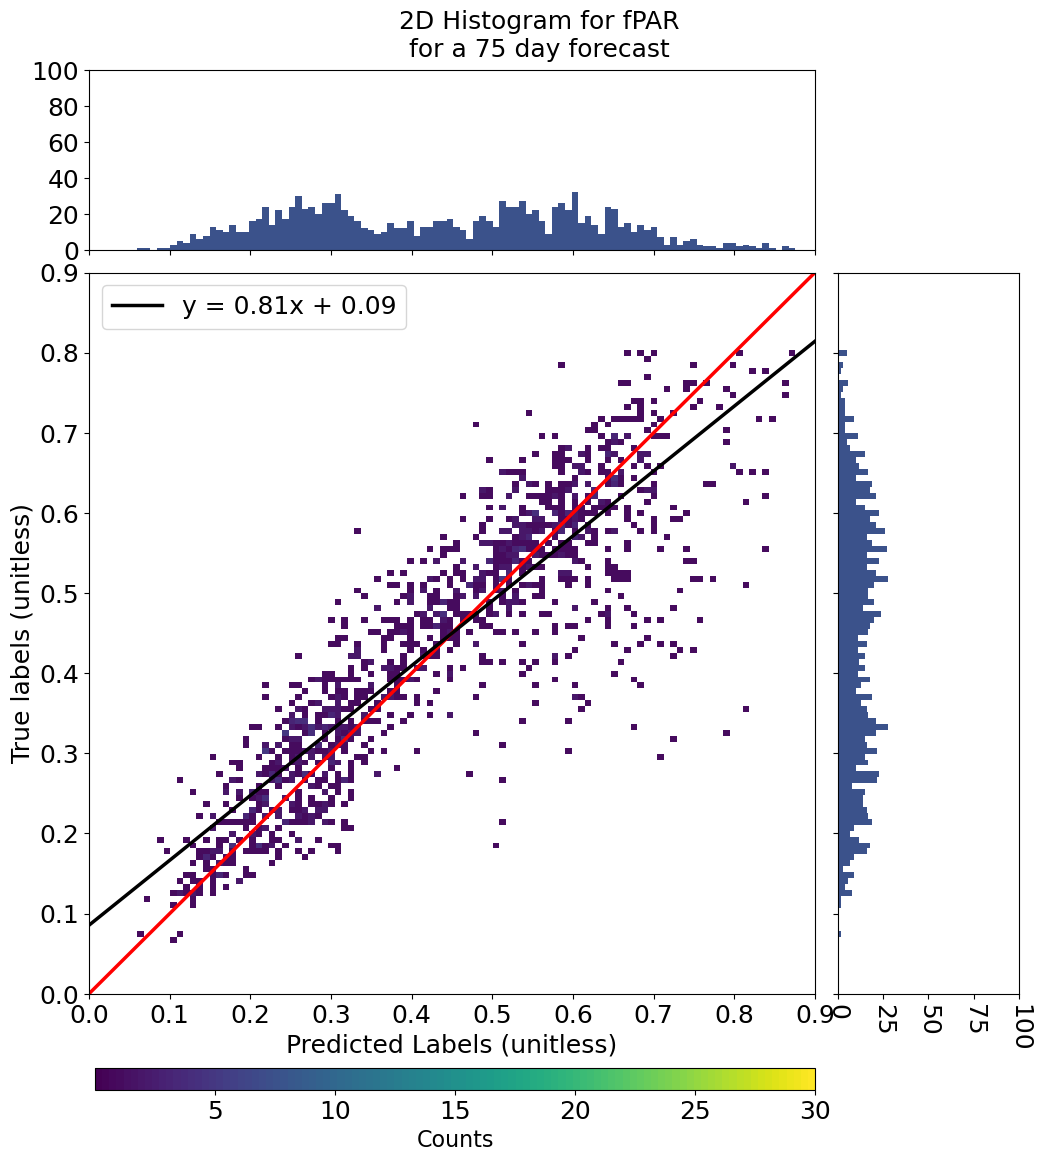 2D Histogram for fPAR
for a 75 day forecast
100
80
60
40
20
0
0.9
0.8
0.7
0.6
0.5
0.4
0.3
0.2
0.1
0.0
y = 0.81x + 0.09
True labels (unitless)
0.0 0.1 0.2 0.3 0.4 0.5 0.6 0.7 0.8 0.9
0 25 50 75 100
Predicted Labels (unitless)
5 10 15 20 25 30
Counts